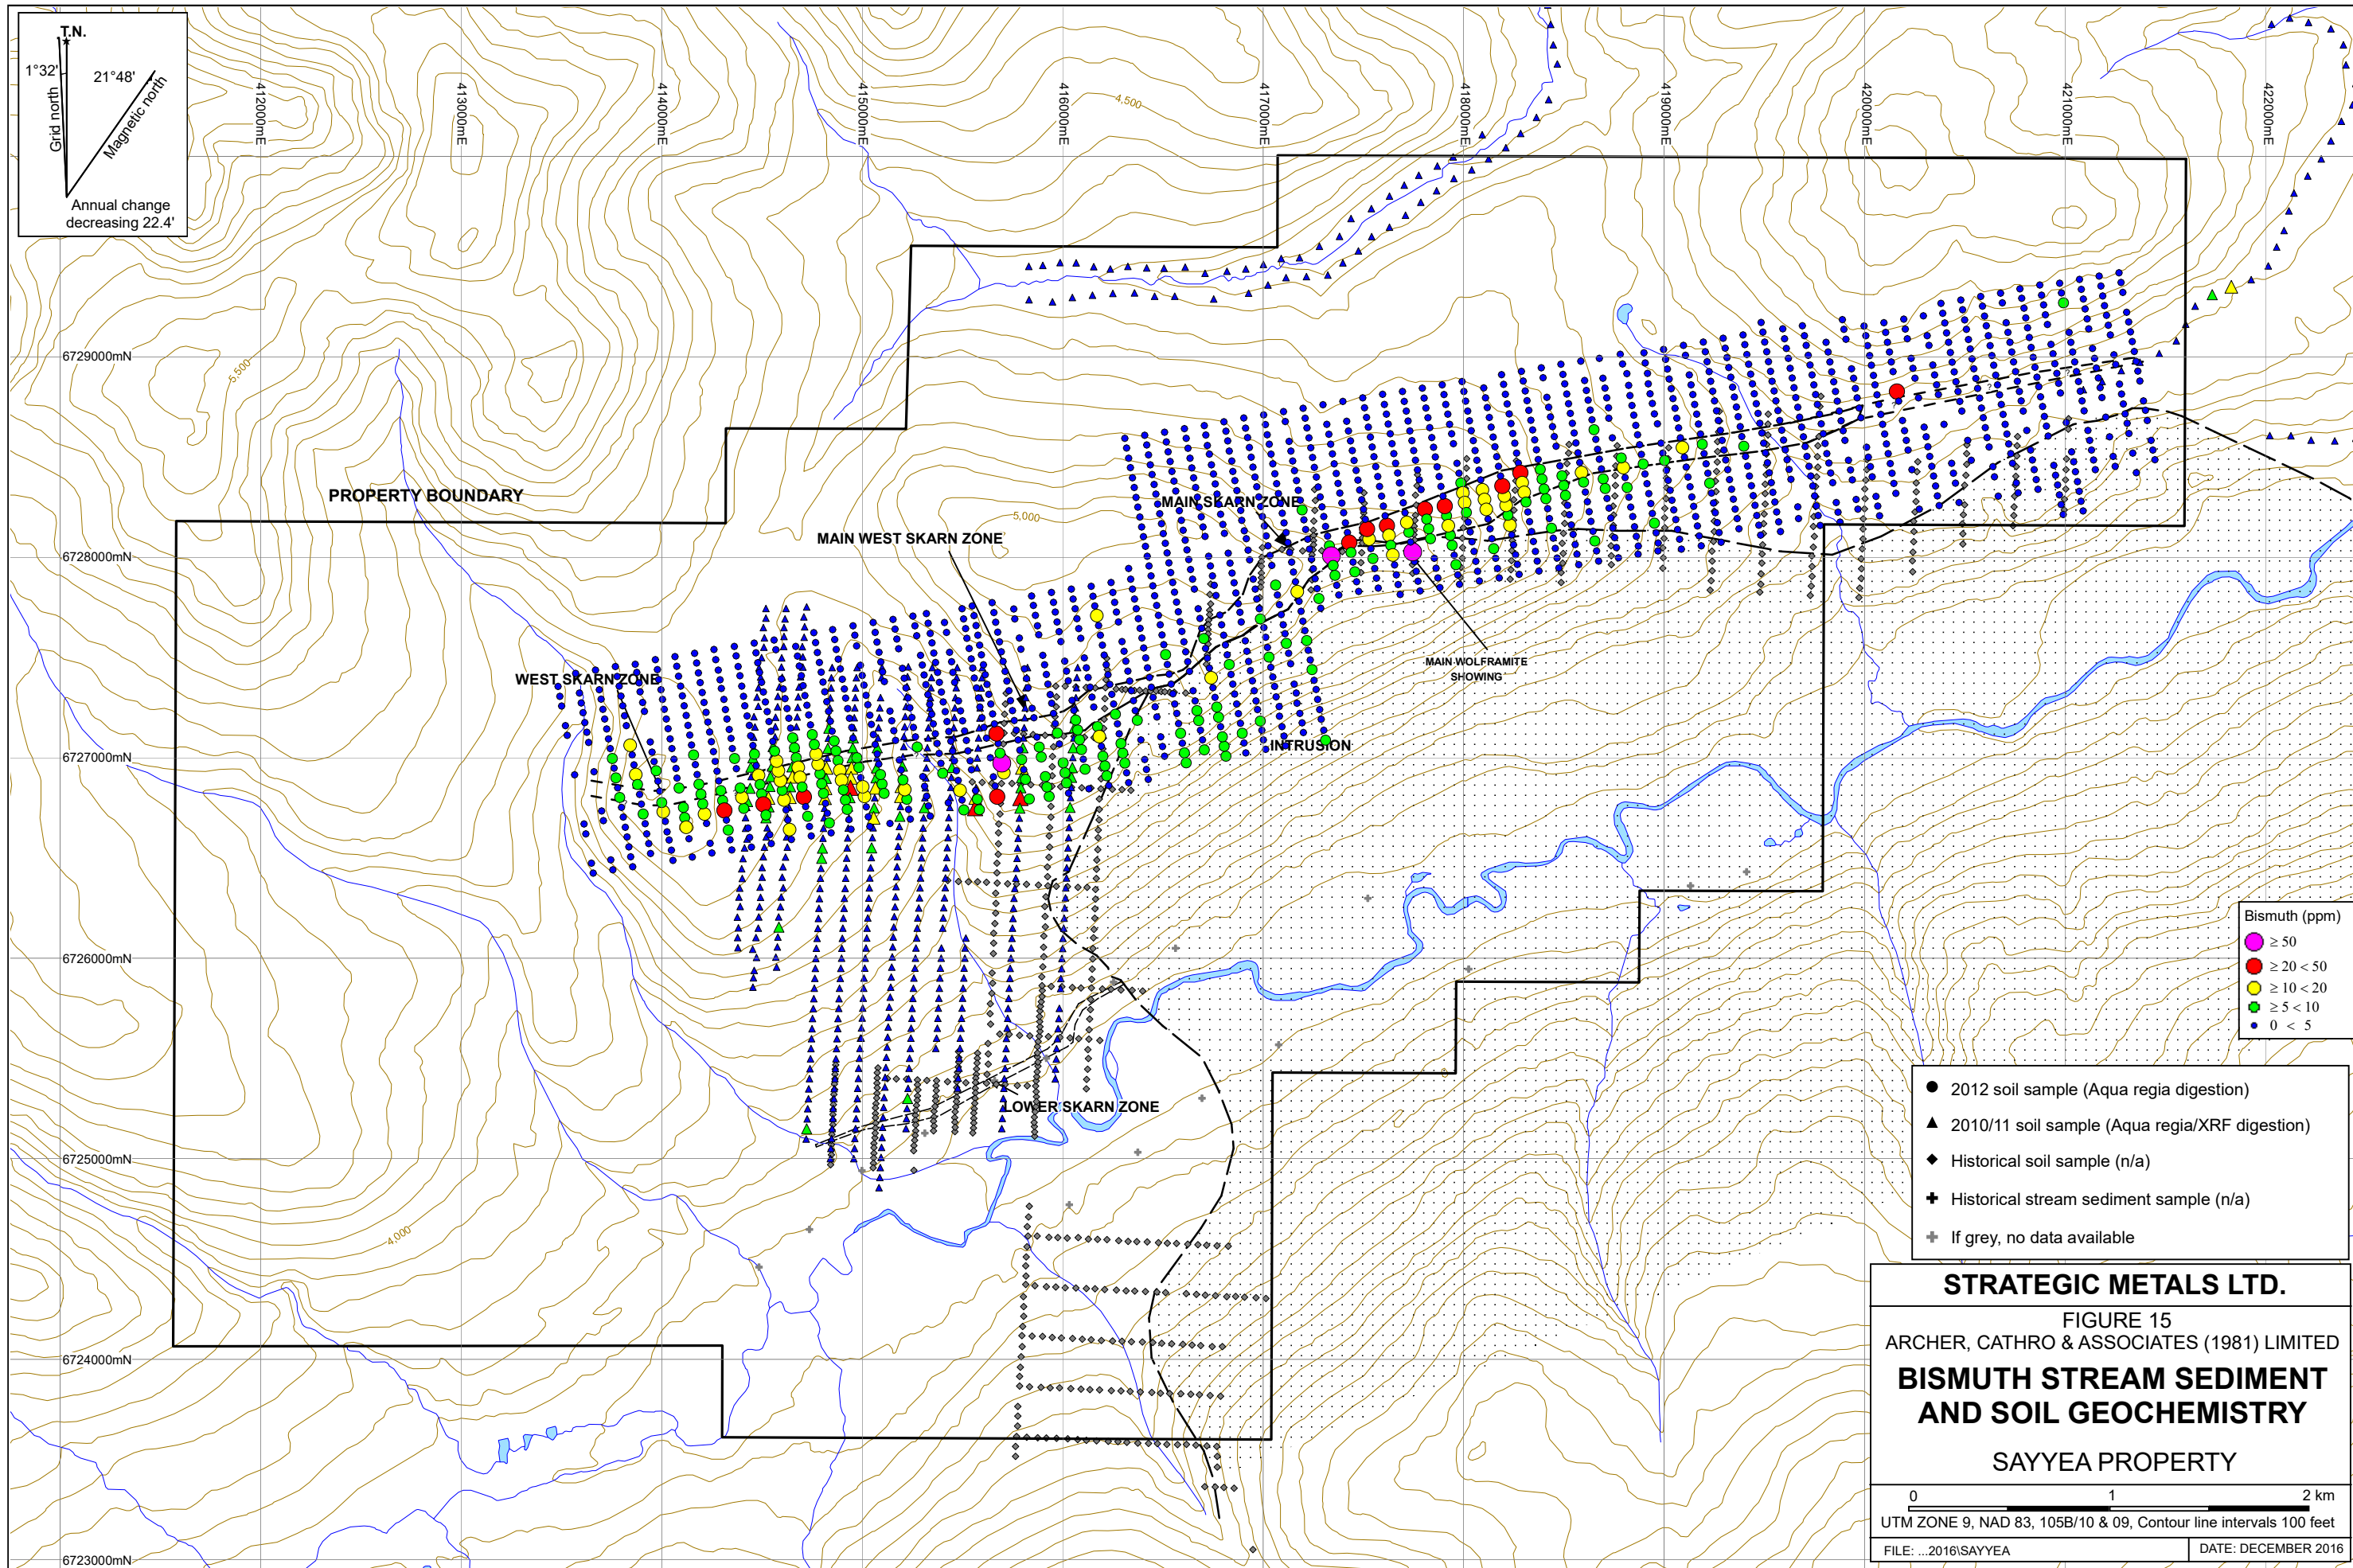 T.N.
1°32'
21°48'
Grid north
Magnetic north
Annual change
decreasing 22.4'
412000mE
413000mE
414000mE
415000mE
416000mE
417000mE
418000mE
419000mE
420000mE
421000mE
422000mE
4,500
6729000mN
5,500
PROPERTY BOUNDARY
MAIN SKARN ZONE
5,000
MAIN WEST SKARN ZONE
6728000mN
MAIN WOLFRAMITE
SHOWING
WEST SKARN ZONE
INTRUSION
6727000mN
6726000mN
LOWER SKARN ZONE
6725000mN
4,000
6724000mN
6723000mN
Bismuth (ppm)
≥ 50
≥ 20 < 50
≥ 10 < 20
≥ 5 < 10
0 < 5
2012 soil sample (Aqua regia digestion)
2010/11 soil sample (Aqua regia/XRF digestion)
Historical soil sample (n/a)
Historical stream sediment sample (n/a)
If grey, no data available
STRATEGIC METALS LTD.
FIGURE 15
ARCHER, CATHRO & ASSOCIATES (1981) LIMITED
BISMUTH STREAM SEDIMENT
AND SOIL GEOCHEMISTRY
SAYYEA PROPERTY
0 1 2 km
UTM ZONE 9, NAD 83, 105B/10 & 09, Contour line intervals 100 feet
FILE: ...2016\SAYYEA DATE: DECEMBER 2016